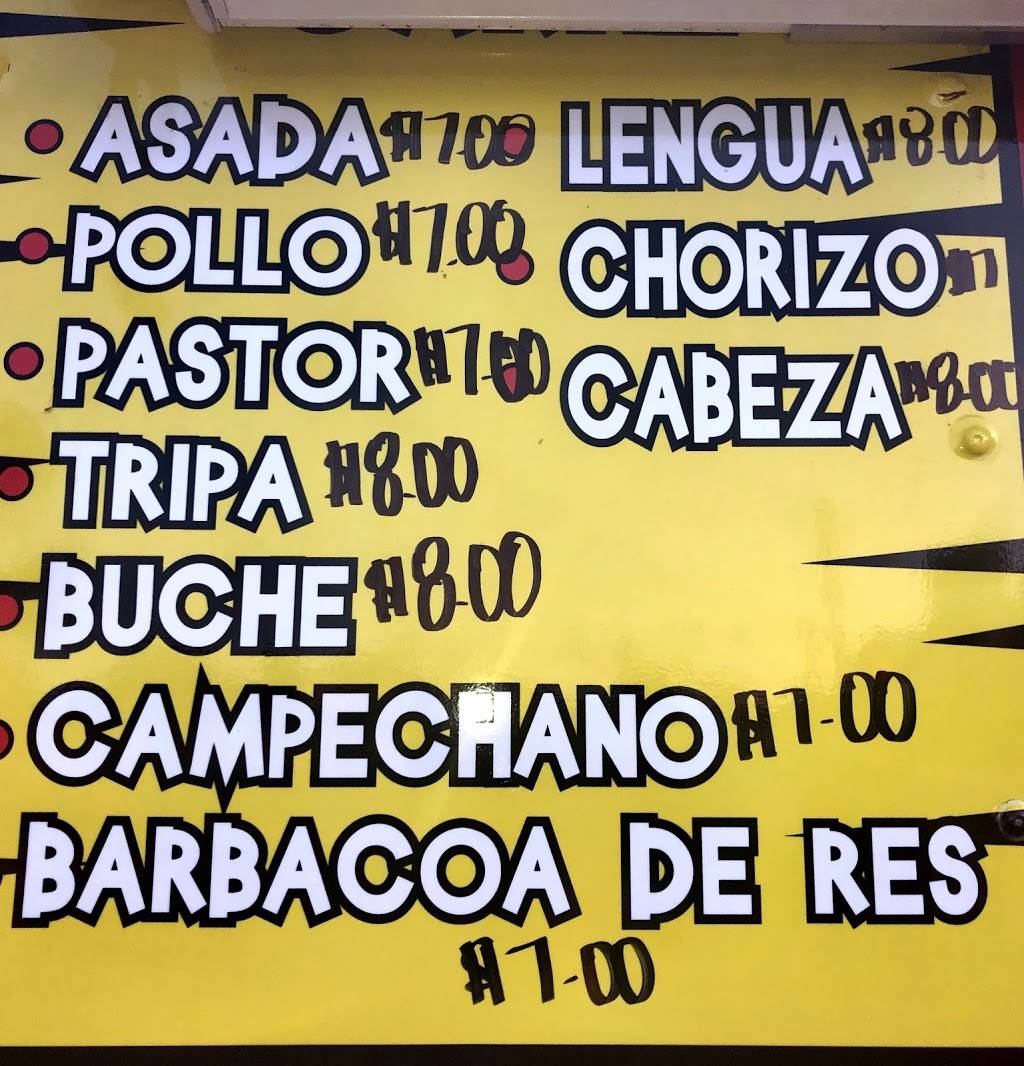 ASADA $7.00
POLLO $7.00
PASTOR $7.00
TRIPA $8.00
BUCHE $8.00
CAMPECHANO $7.00
BARBACOA DE RES
$7.00
LENGUA $8.00
CHORIZO $7
CABEZA $8.00